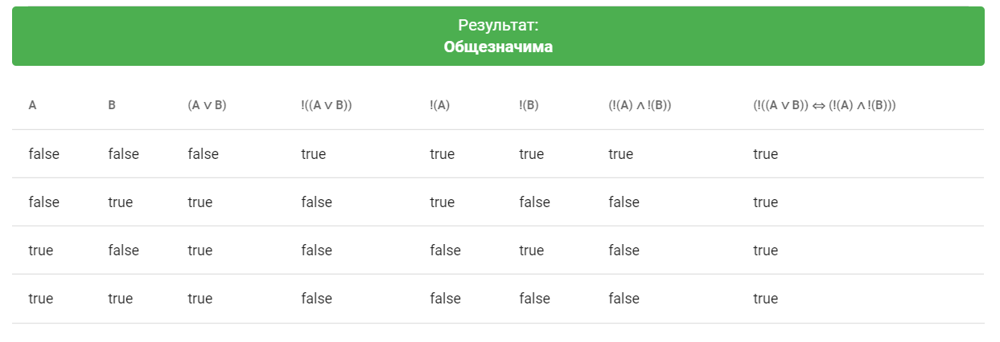 Результат:
Общезначима
A B (A ∨ B) !((A ∨ B)) !(A) !(B) (!(A) ∧ !(B)) (!((A ∨ B)) ⇔ (!(A) ∧ !(B)))
false false false true true true true true
false true true false true false false true
true false true false false true false true
true true true false false false false true